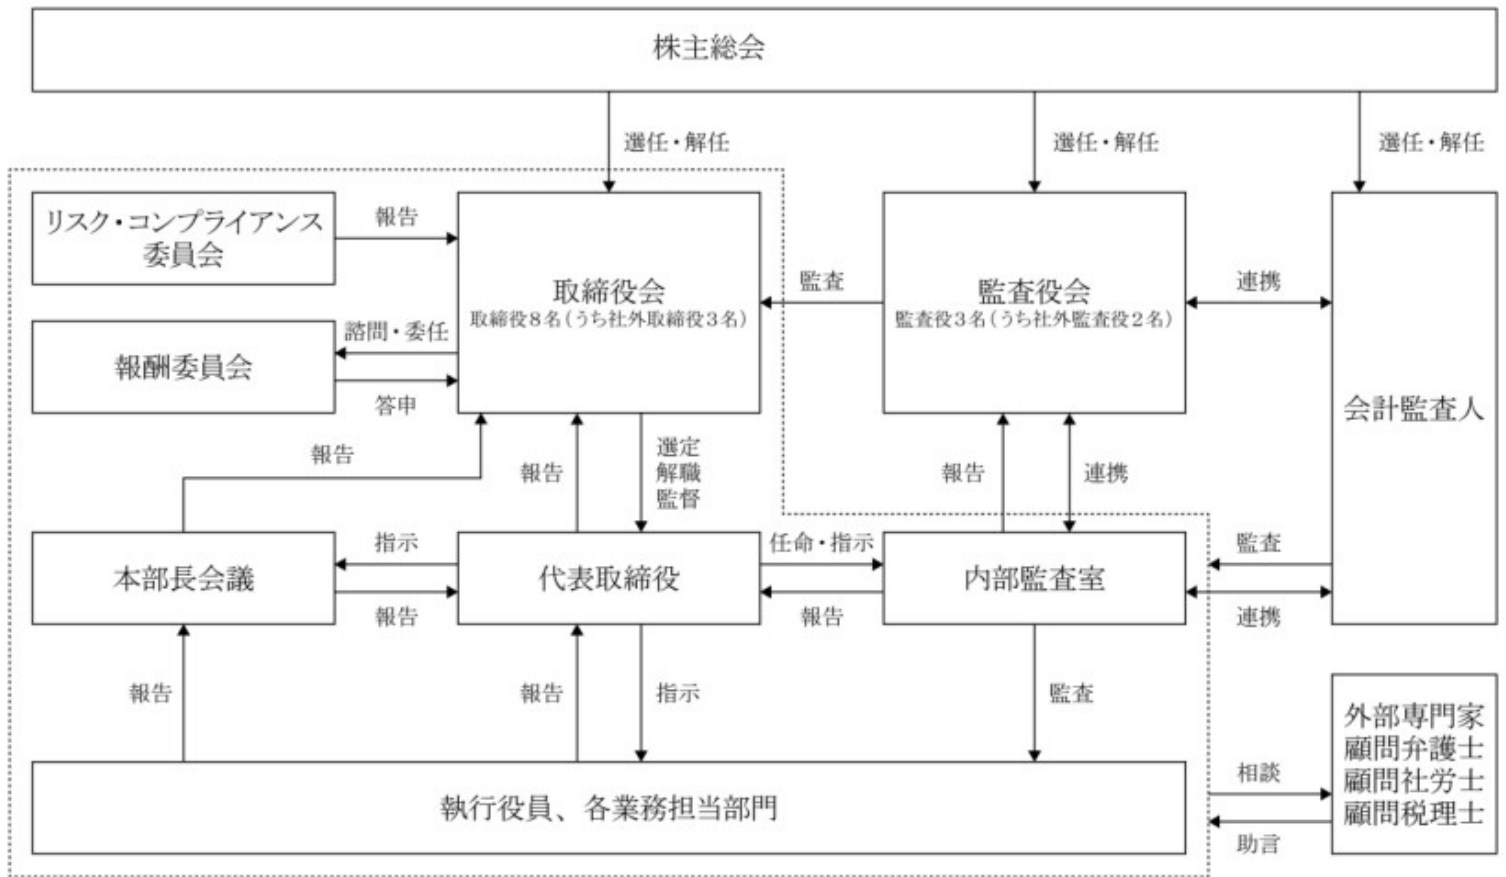 株主総会
選任・解任
選任・解任
選任・解任
リスク・コンプライアンス
委員会
報告
取締役会
取締役8名（うち社外取締役3名）
監査
監査役会
監査役3名（うち社外監査役2名）
連携
会計監査人
報酬委員会
諮問・委任
答申
報告
報告
選定
解職
監督
報告
連携
本部長会議
指示
報告
代表取締役
任命・指示
報告
内部監査室
監査
連携
報告
報告
指示
監査
執行役員、各業務担当部門
相談
助言
外部専門家
顧問弁護士
顧問社労士
顧問税理士